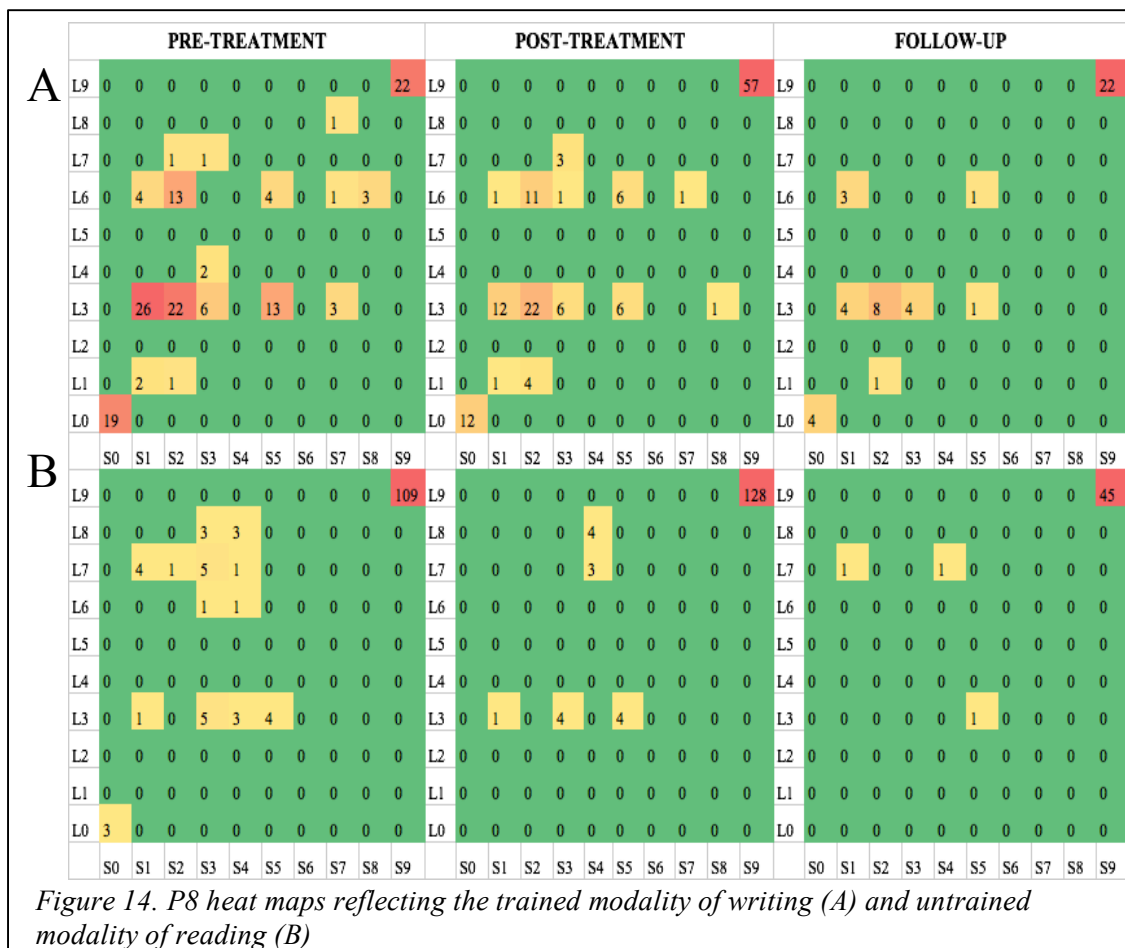 PRE-TREATMENT POST-TREATMENT FOLLOW-UP
A
L9 0 0 0 0 0 0 0 0 0 22 L9 0 0 0 0 0 0 0 0 0 57 L9 0 0 0 0 0 0 0 0 0 22
L8 0 0 0 0 0 0 0 1 0 0 L8 0 0 0 0 0 0 0 0 0 0 L8 0 0 0 0 0 0 0 0 0 0
L7 0 0 1 1 0 0 0 0 0 0 L7 0 0 0 3 0 0 0 0 0 0 L7 0 0 0 0 0 0 0 0 0 0
L6 0 4 13 0 0 4 0 1 3 0 L6 0 1 11 1 0 6 0 1 0 0 L6 0 3 0 0 0 1 0 0 0 0
L5 0 0 0 0 0 0 0 0 0 0 L5 0 0 0 0 0 0 0 0 0 0 L5 0 0 0 0 0 0 0 0 0 0
L4 0 0 0 2 0 0 0 0 0 0 L4 0 0 0 0 0 0 0 0 0 0 L4 0 0 0 0 0 0 0 0 0 0
L3 0 26 22 6 0 13 0 3 0 0 L3 0 12 22 6 0 6 0 0 1 0 L3 0 4 8 4 0 1 0 0 0 0
L2 0 0 0 0 0 0 0 0 0 0 L2 0 0 0 0 0 0 0 0 0 0 L2 0 0 0 0 0 0 0 0 0 0
L1 0 2 1 0 0 0 0 0 0 0 L1 0 1 4 0 0 0 0 0 0 0 L1 0 0 1 0 0 0 0 0 0 0
L0 19 0 0 0 0 0 0 0 0 0 L0 12 0 0 0 0 0 0 0 0 0 L0 4 0 0 0 0 0 0 0 0 0
S0 S1 S2 S3 S4 S5 S6 S7 S8 S9 S0 S1 S2 S3 S4 S5 S6 S7 S8 S9 S0 S1 S2 S3 S4 S5 S6 S7 S8 S9
B
L9 0 0 0 0 0 0 0 0 0 109 L9 0 0 0 0 0 0 0 0 0 128 L9 0 0 0 0 0 0 0 0 0 45
L8 0 0 0 3 3 0 0 0 0 0 L8 0 0 0 0 4 0 0 0 0 0 L8 0 0 0 0 0 0 0 0 0 0
L7 0 4 1 5 1 0 0 0 0 0 L7 0 0 0 0 3 0 0 0 0 0 L7 0 1 0 0 1 0 0 0 0 0
L6 0 0 0 1 1 0 0 0 0 0 L6 0 0 0 0 0 0 0 0 0 0 L6 0 0 0 0 0 0 0 0 0 0
L5 0 0 0 0 0 0 0 0 0 0 L5 0 0 0 0 0 0 0 0 0 0 L5 0 0 0 0 0 0 0 0 0 0
L4 0 0 0 0 0 0 0 0 0 0 L4 0 0 0 0 0 0 0 0 0 0 L4 0 0 0 0 0 0 0 0 0 0
L3 0 1 0 5 3 4 0 0 0 0 L3 0 1 0 4 0 4 0 0 0 0 L3 0 0 0 0 0 1 0 0 0 0
L2 0 0 0 0 0 0 0 0 0 0 L2 0 0 0 0 0 0 0 0 0 0 L2 0 0 0 0 0 0 0 0 0 0
L1 0 0 0 0 0 0 0 0 0 0 L1 0 0 0 0 0 0 0 0 0 0 L1 0 0 0 0 0 0 0 0 0 0
L0 3 0 0 0 0 0 0 0 0 0 L0 0 0 0 0 0 0 0 0 0 0 L0 0 0 0 0 0 0 0 0 0 0
S0 S1 S2 S3 S4 S5 S6 S7 S8 S9 S0 S1 S2 S3 S4 S5 S6 S7 S8 S9 S0 S1 S2 S3 S4 S5 S6 S7 S8 S9
Figure 14. P8 heat maps reflecting the trained modality of writing (A) and untrained
modality of reading (B)